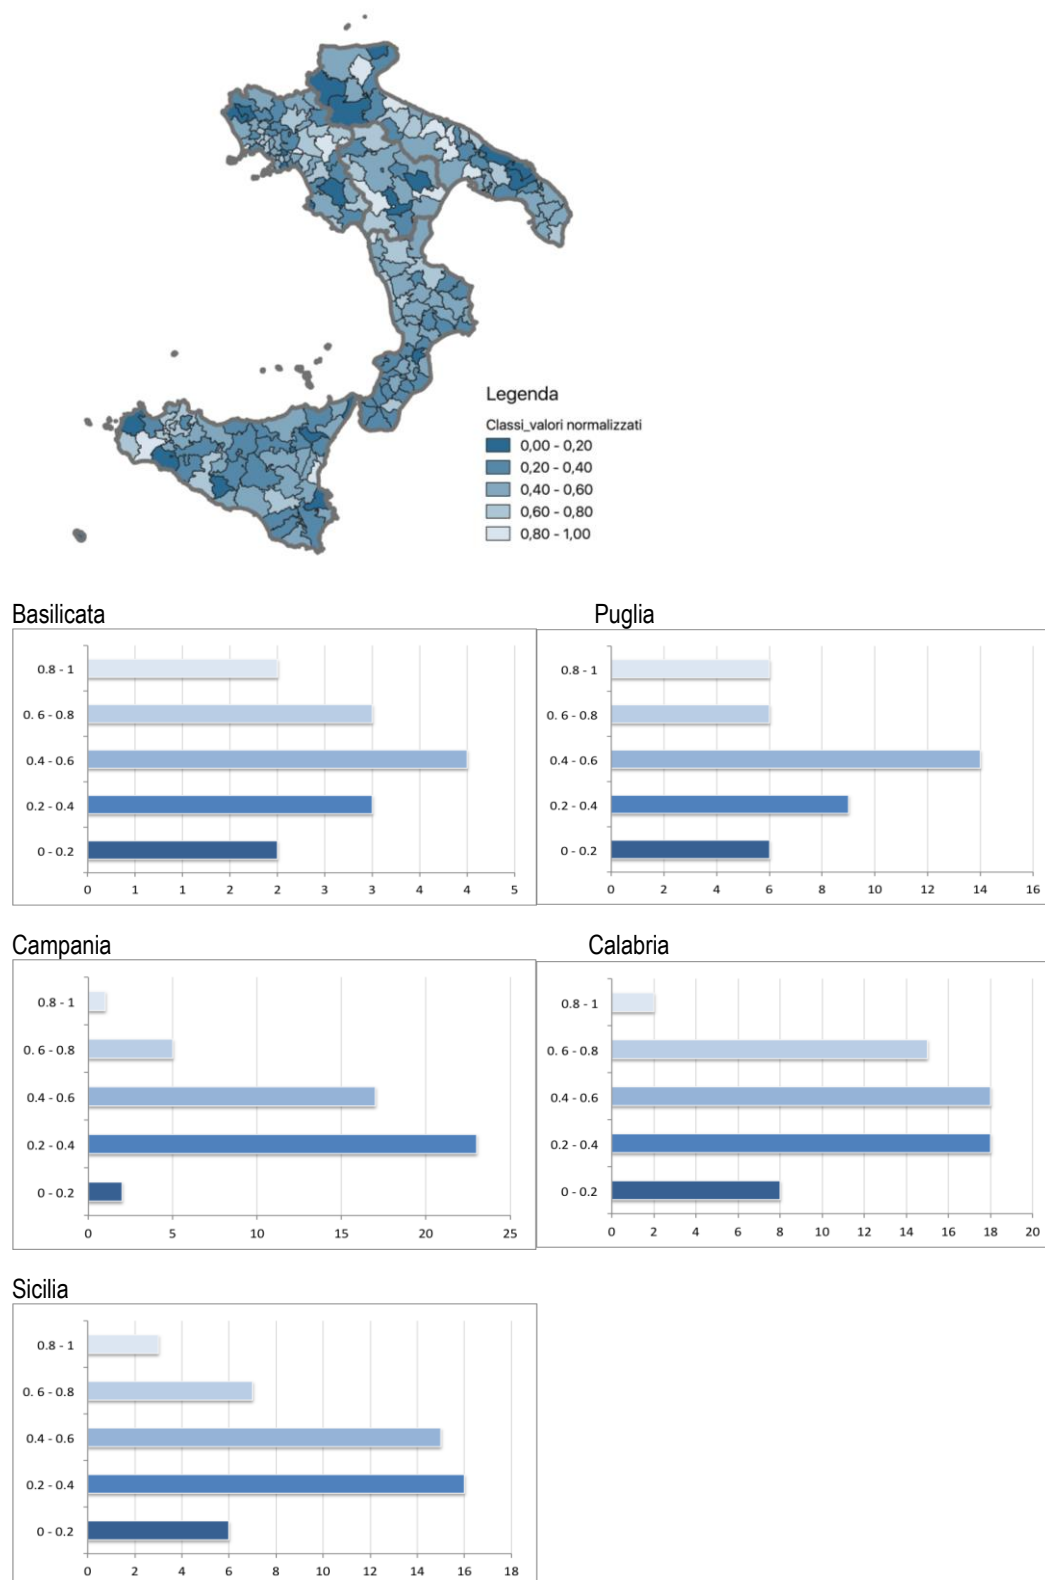 Legenda
Classi_valori normalizzati
0,00 - 0,20
0,20 - 0,40
0,40 - 0,60
0,60 - 0,80
0,80 - 1,00
Basilicata
0.8 - 1
0. 6 - 0.8
0.4 - 0.6
0.2 - 0.4
0 - 0.2
0 1 1 2 2 3 3 4 4 5
Puglia
0.8 - 1
0. 6 - 0.8
0.4 - 0.6
0.2 - 0.4
0 - 0.2
0 2 4 6 8 10 12 14 16
Campania
0.8 - 1
0. 6 - 0.8
0.4 - 0.6
0.2 - 0.4
0 - 0.2
0 5 10 15 20 25
Calabria
0.8 - 1
0. 6 - 0.8
0.4 - 0.6
0.2 - 0.4
0 - 0.2
0 2 4 6 8 10 12 14 16 18 20
Sicilia
0.8 - 1
0. 6 - 0.8
0.4 - 0.6
0.2 - 0.4
0 - 0.2
0 2 4 6 8 10 12 14 16 18